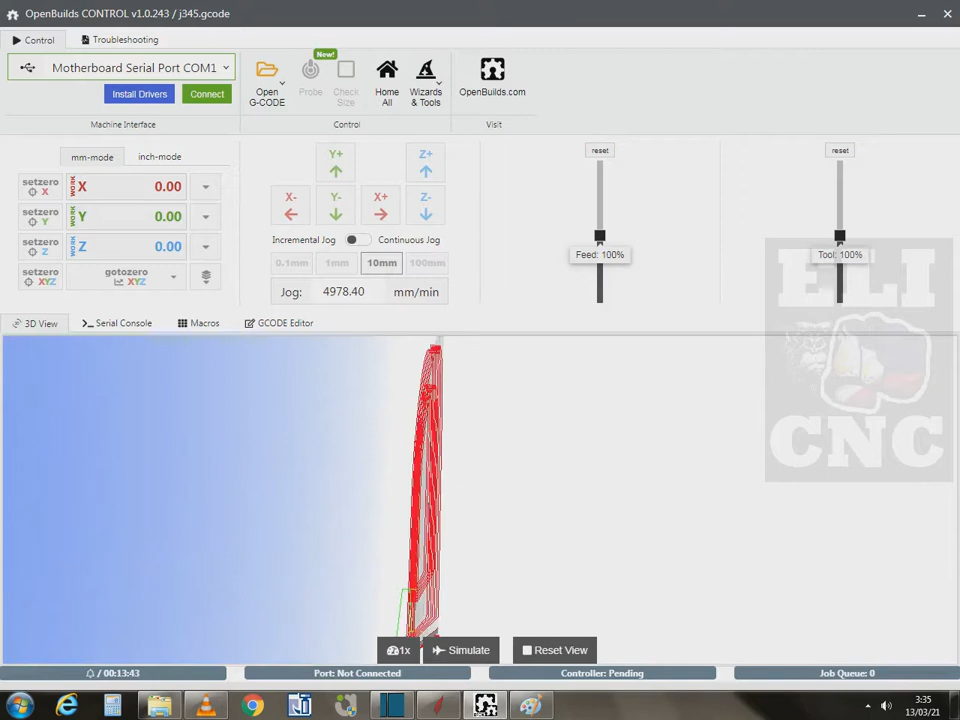 OpenBuilds CONTROL v1.0.243 / j345.gcode
Control
Troubleshooting
Motherboard Serial Port COM1
Install Drivers
Connect
Machine Interface
Open G-CODE
New!
Probe
Check Size
Home All
Wizards & Tools
Control
OpenBuilds.com
Visit
mm-mode
inch-mode
setzero X
WORK X 0.00
setzero Y
WORK Y 0.00
setzero Z
WORK Z 0.00
setzero XYZ
gotozero XYZ
Y+
Z+
X-
Y-
X+
Z-
Incremental Jog
Continuous Jog
0.1mm
1mm
10mm
100mm
Jog: 4978.40 mm/min
reset
Feed: 100%
reset
Tool: 100%
ELI
CNC
3D View
Serial Console
Macros
GCODE Editor
1x
Simulate
Reset View
/ 00:13:43
Port: Not Connected
Controller: Pending
Job Queue: 0
3:35
13/03/21